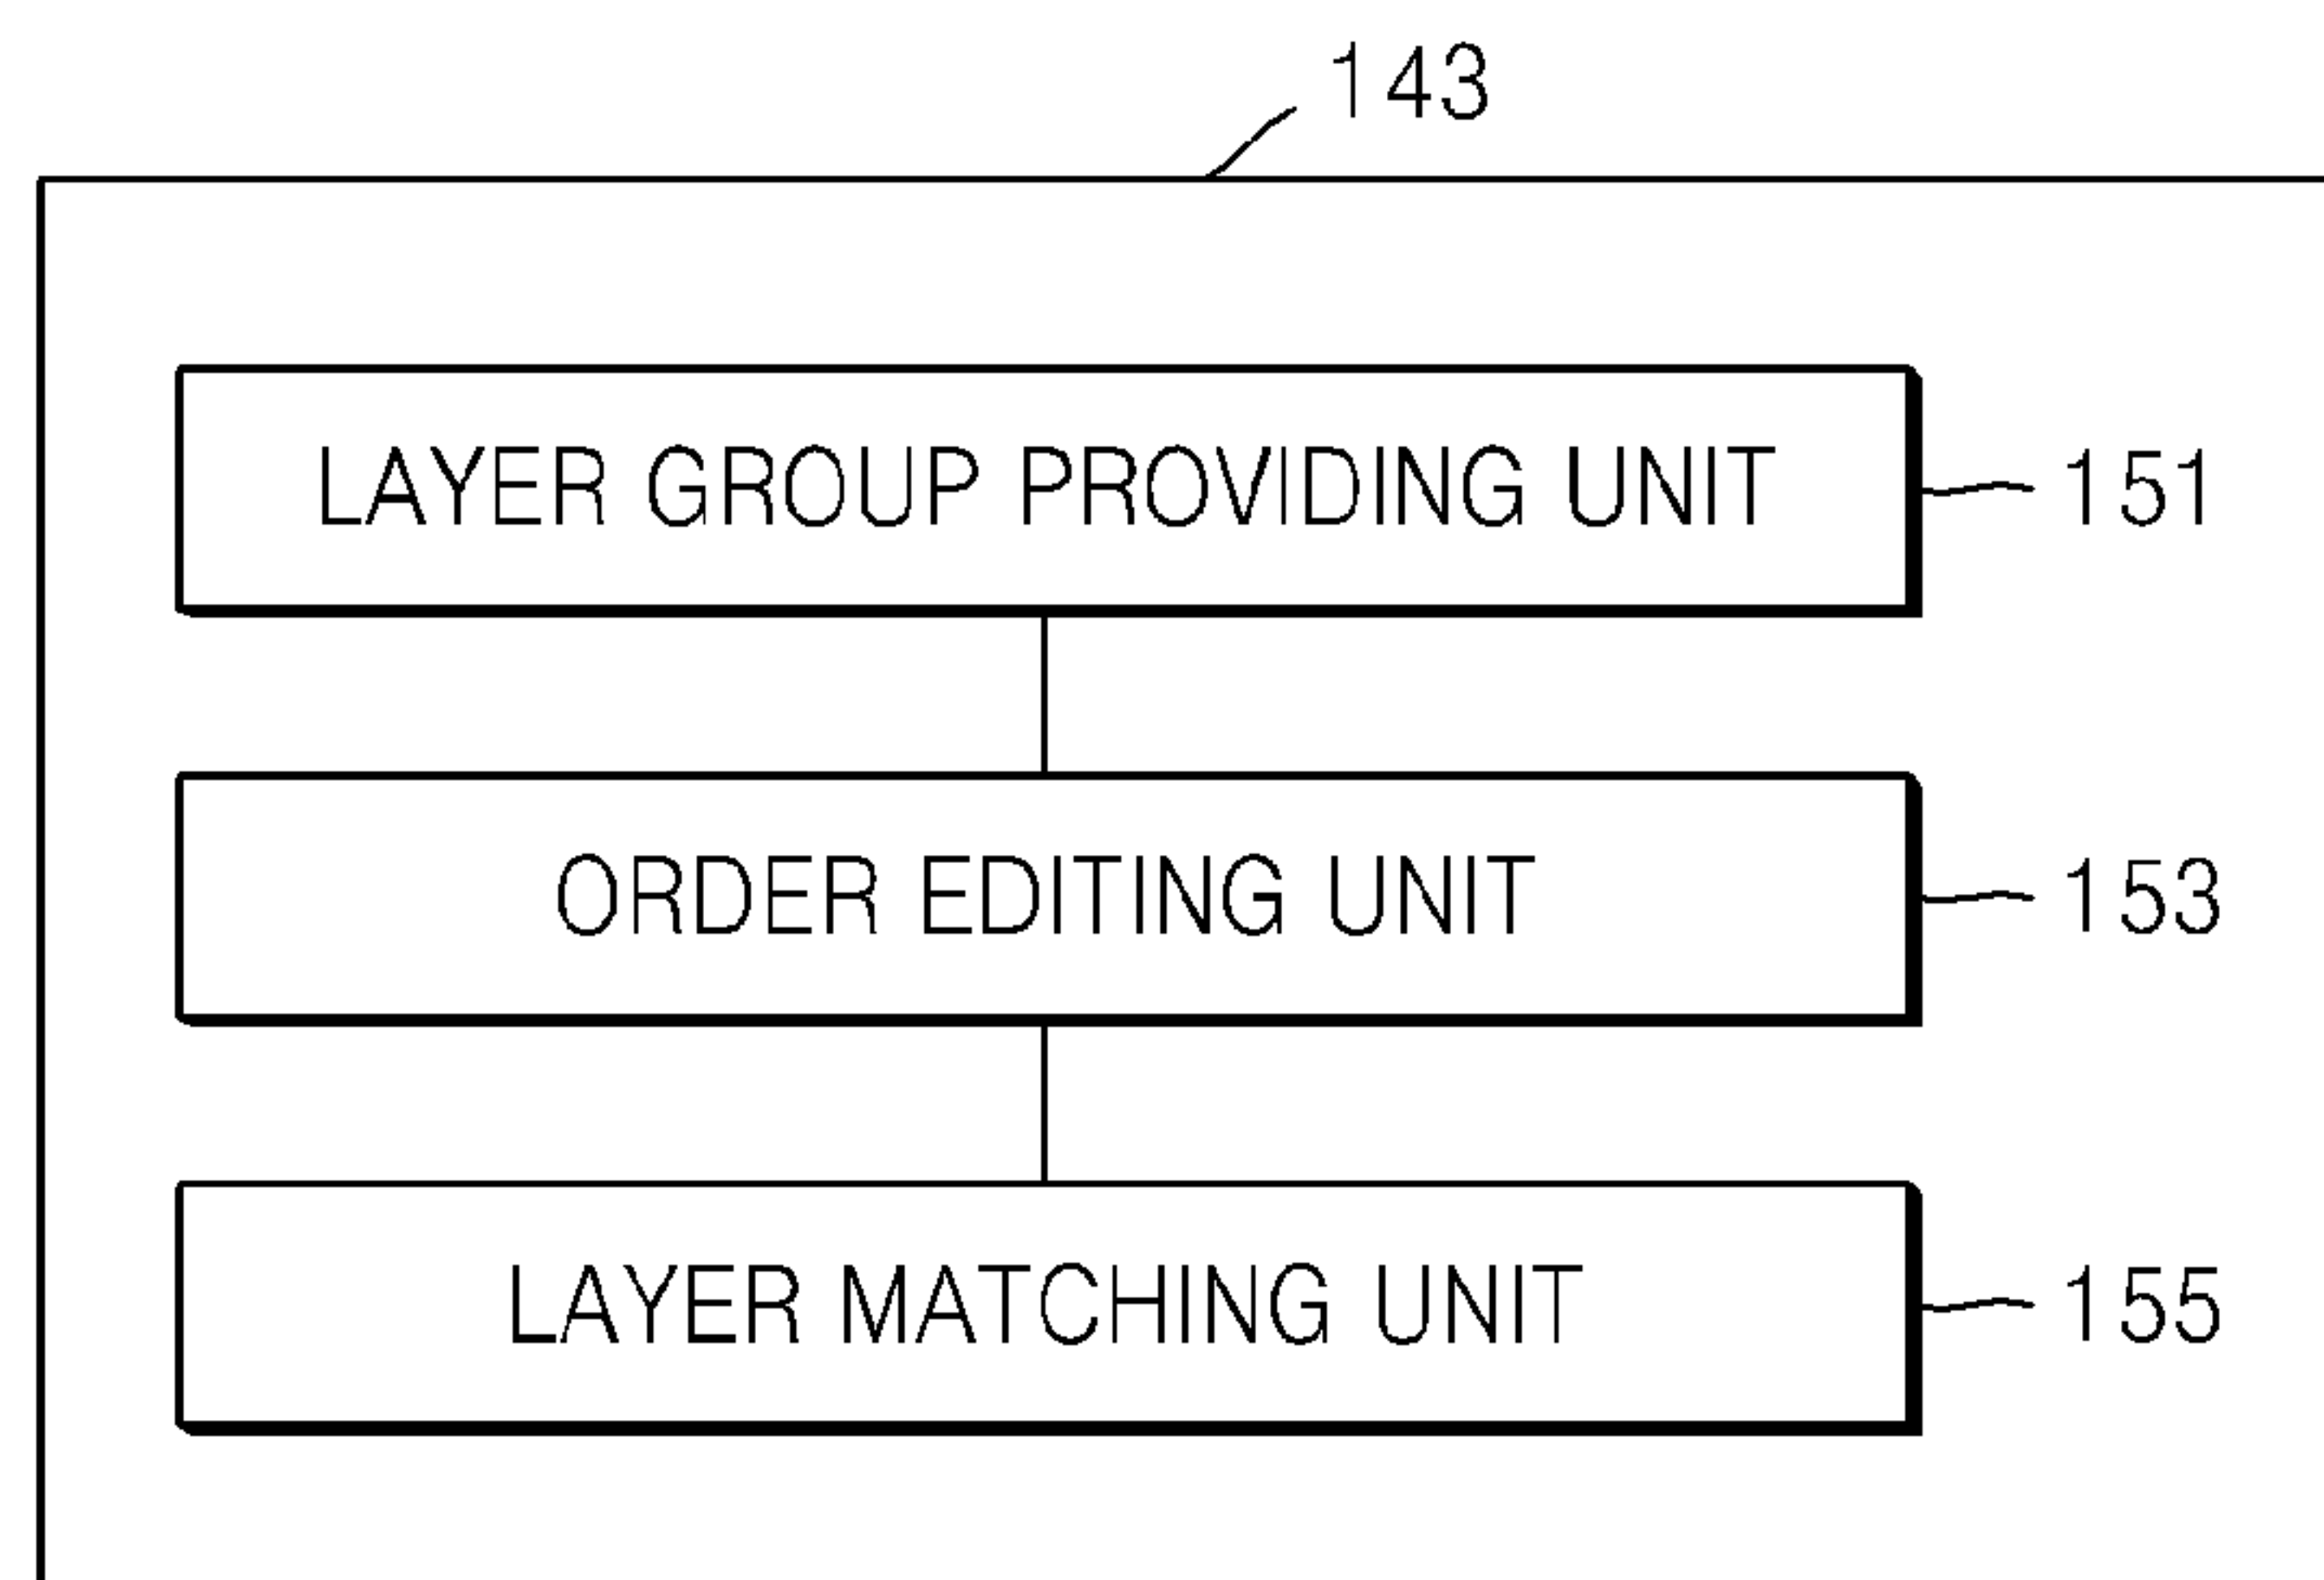 143
LAYER GROUP PROVIDING UNIT 151
ORDER EDITING UNIT 153
LAYER MATCHING UNIT 155